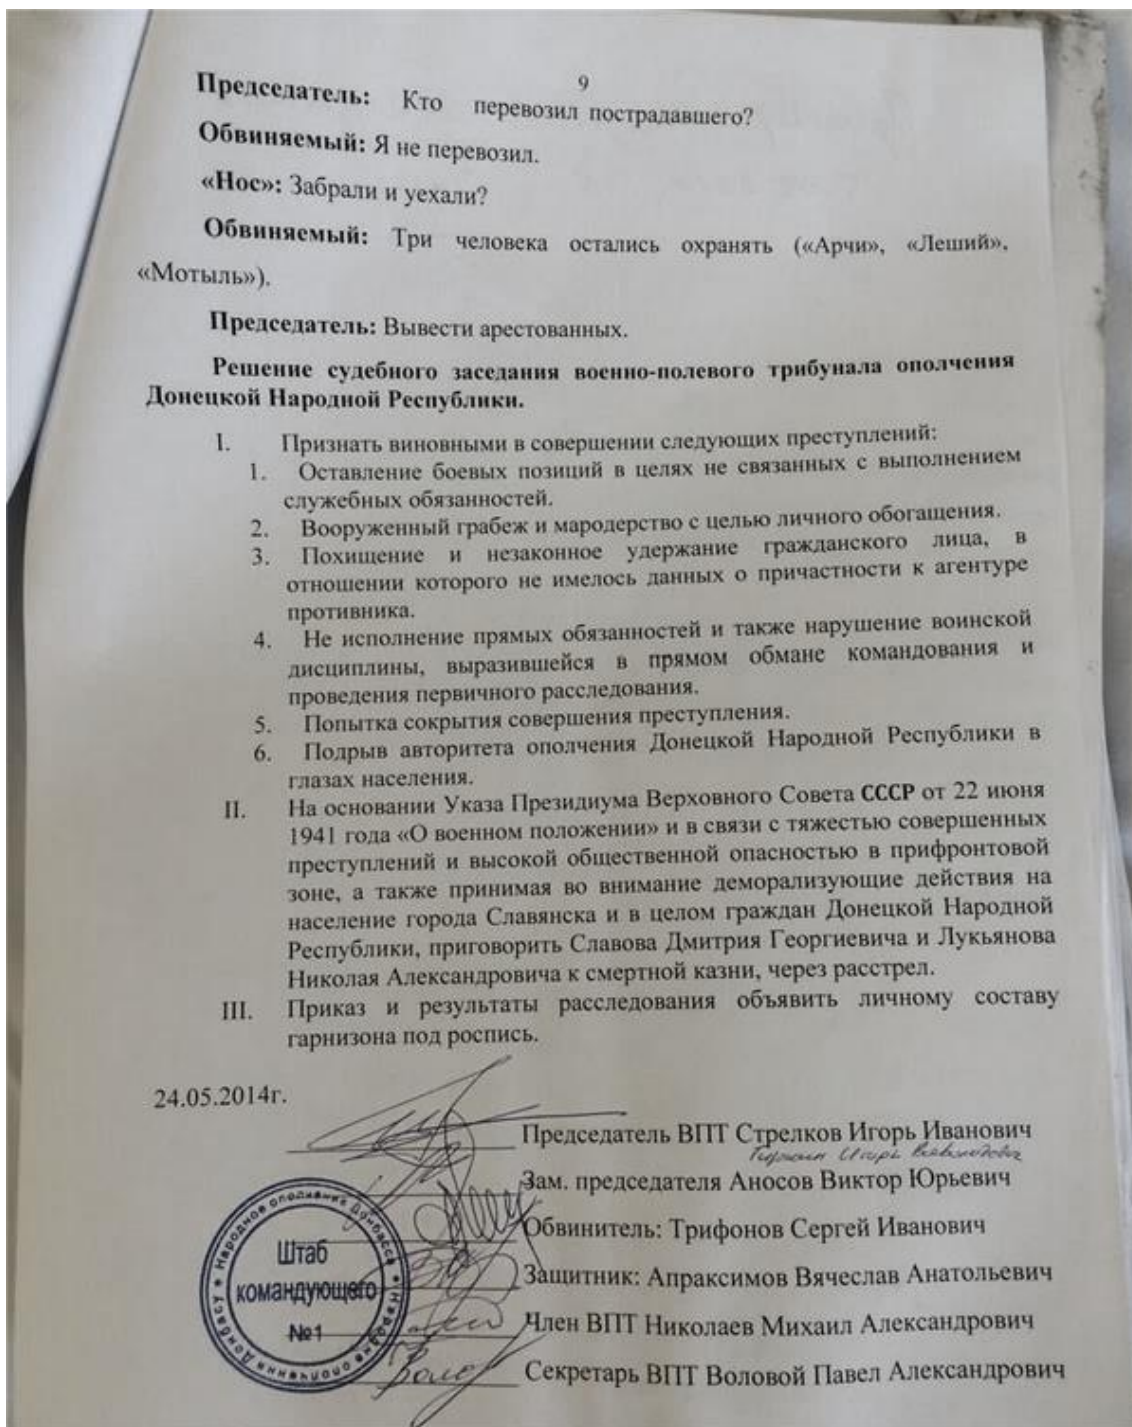 9
Председатель: Кто перевозил пострадавшего?
Обвиняемый: Я не перевозил.
«Нос»: Забрали и уехали?
Обвиняемый: Три человека остались охранять («Арчи», «Леший»,
«Мотыль»).
Председатель: Вывести арестованных.
Решение судебного заседания военно-полевого трибунала ополчения
Донецкой Народной Республики.
I. Признать виновными в совершении следующих преступлений:
1. Оставление боевых позиций в целях не связанных с выполнением
служебных обязанностей.
2. Вооруженный грабеж и мародерство с целью личного обогащения.
3. Похищение и незаконное удержание гражданского лица, в
отношении которого не имелось данных о причастности к агентуре
противника.
4. Не исполнение прямых обязанностей и также нарушение воинской
дисциплины, выразившейся в прямом обмане командования и
проведения первичного расследования.
5. Попытка сокрытия совершения преступления.
6. Подрыв авторитета ополчения Донецкой Народной Республики в
глазах населения.
II. На основании Указа Президиума Верховного Совета СССР от 22 июня
1941 года «О военном положении» и в связи с тяжестью совершенных
преступлений и высокой общественной опасностью в прифронтовой
зоне, а также принимая во внимание деморализующие действия на
население города Славянска и в целом граждан Донецкой Народной
Республики, приговорить Славова Дмитрия Георгиевича и Лукьянова
Николая Александровича к смертной казни, через расстрел.
III. Приказ и результаты расследования объявить личному составу
гарнизона под роспись.
24.05.2014г.
Председатель ВПТ Стрелков Игорь Иванович
Игорь
Зам. председателя Аносов Виктор Юрьевич
Обвинитель: Трифонов Сергей Иванович
Защитник: Апраксимов Вячеслав Анатольевич
Член ВПТ Николаев Михаил Александрович
Секретарь ВПТ Воловой Павел Александрович
Народное ополчение Донбасса * Народне ополчення Донбасу *
Штаб
командующего
№1